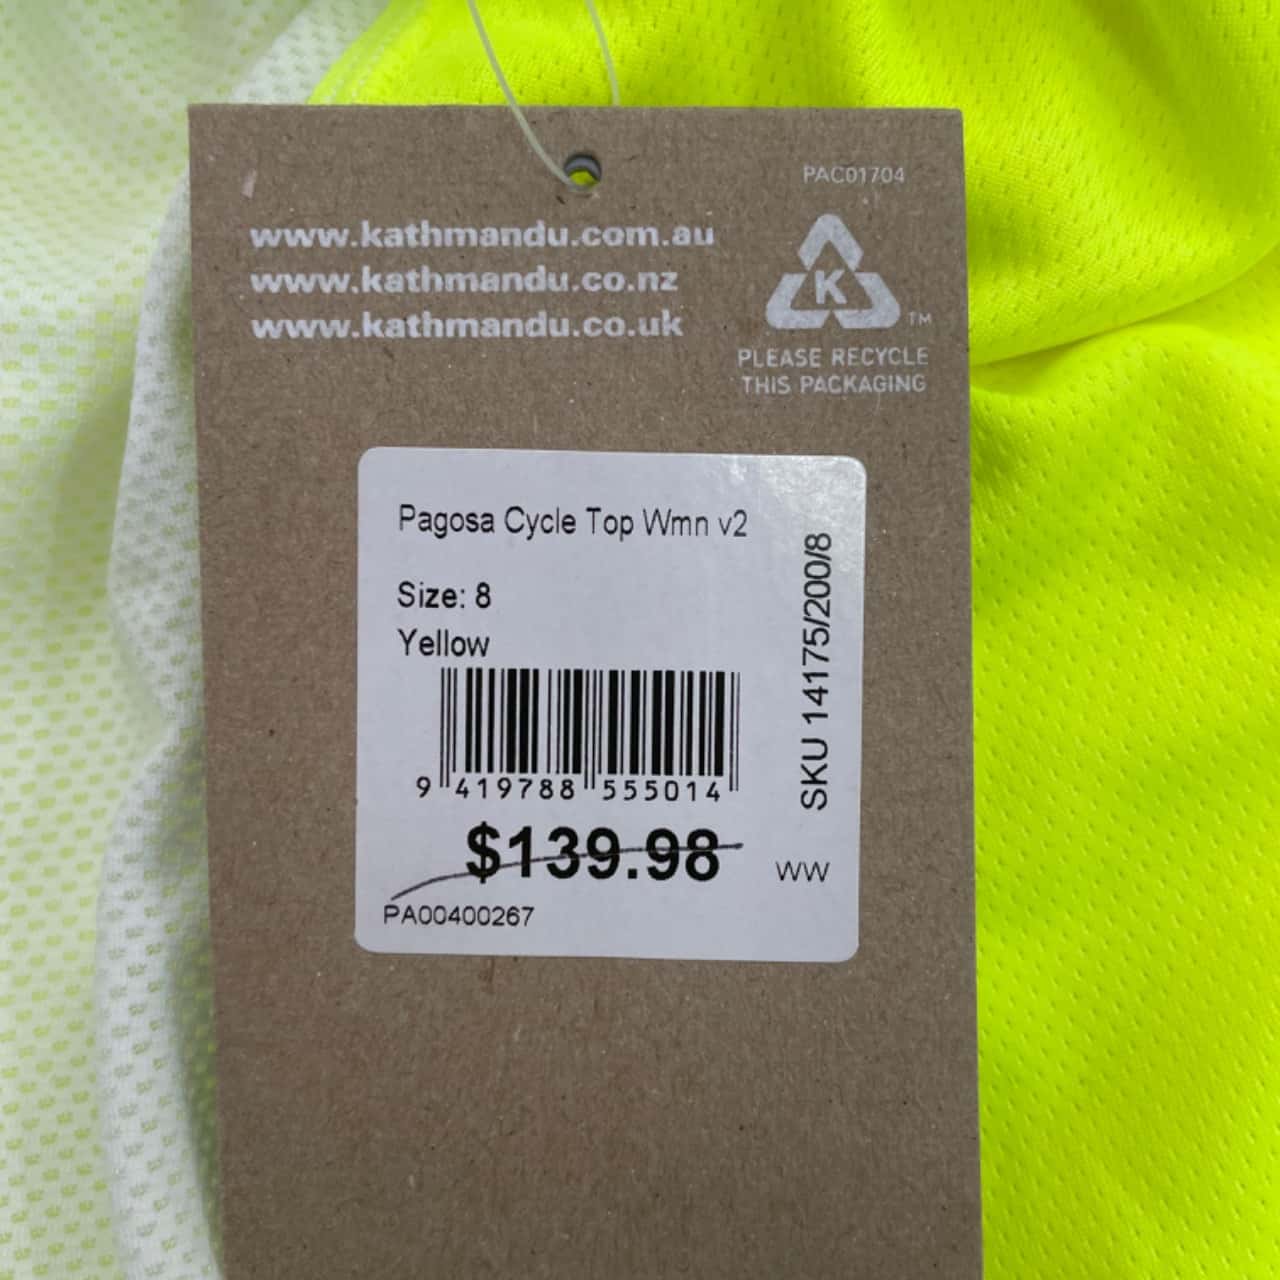 PAC01704
www.kathmandu.com.au
www.kathmandu.co.nz
www.kathmandu.co.uk
K
TM
PLEASE RECYCLE
THIS PACKAGING
Pagosa Cycle Top Wmn v2
Size: 8
Yellow
SKU 14175/200/8
9 419788 555014
$139.98
WW
PA00400267